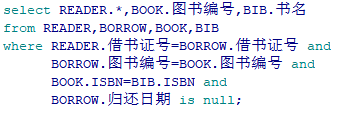 select READER.*,BOOK.图书编号,BIB.书名
from READER,BORROW,BOOK,BIB
where READER.借书证号=BORROW.借书证号 and
BORROW.图书编号=BOOK.图书编号 and
BOOK.ISBN=BIB.ISBN and
BORROW.归还日期 is null;